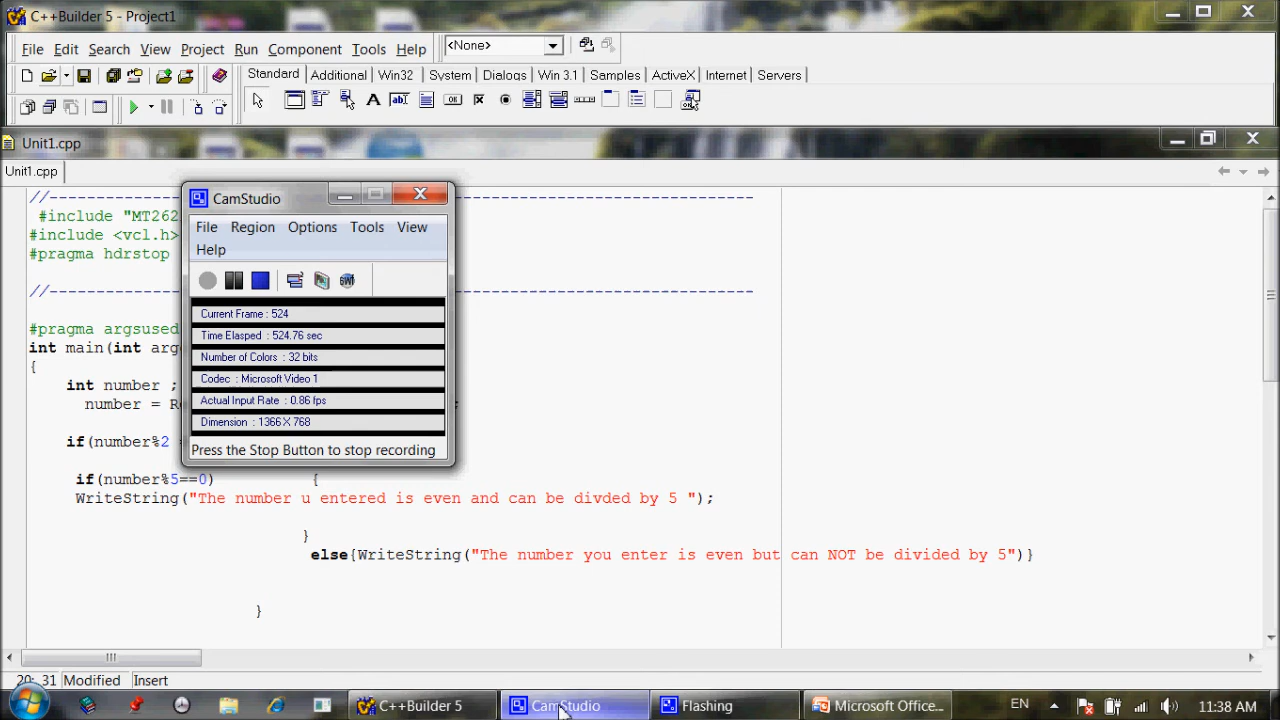 C++Builder 5 - Project1
File Edit Search View Project Run Component Tools Help <None>
Standard Additional Win32 System Dialogs Win 3.1 Samples ActiveX Internet Servers
Unit1.cpp
Unit1.cpp
//--
#include "MT262
#include <vcl.h>
#pragma hdrstop
//--
#pragma argsused
int main(int arg
{
int number ;
number = R ;
if(number%2
if(number%5==0) {
WriteString("The number u entered is even and can be divded by 5 ");
}
else{WriteString("The number you enter is even but can NOT be divided by 5")}
}
CamStudio
File Region Options Tools View
Help
Current Frame : 524
Time Elasped : 524.76 sec
Number of Colors : 32 bits
Codec : Microsoft Video 1
Actual Input Rate : 0.86 fps
Dimension : 1366 X 768
Press the Stop Button to stop recording
20: 31 Modified Insert
C++Builder 5 CamStudio Flashing Microsoft Office... EN 11:38 AM